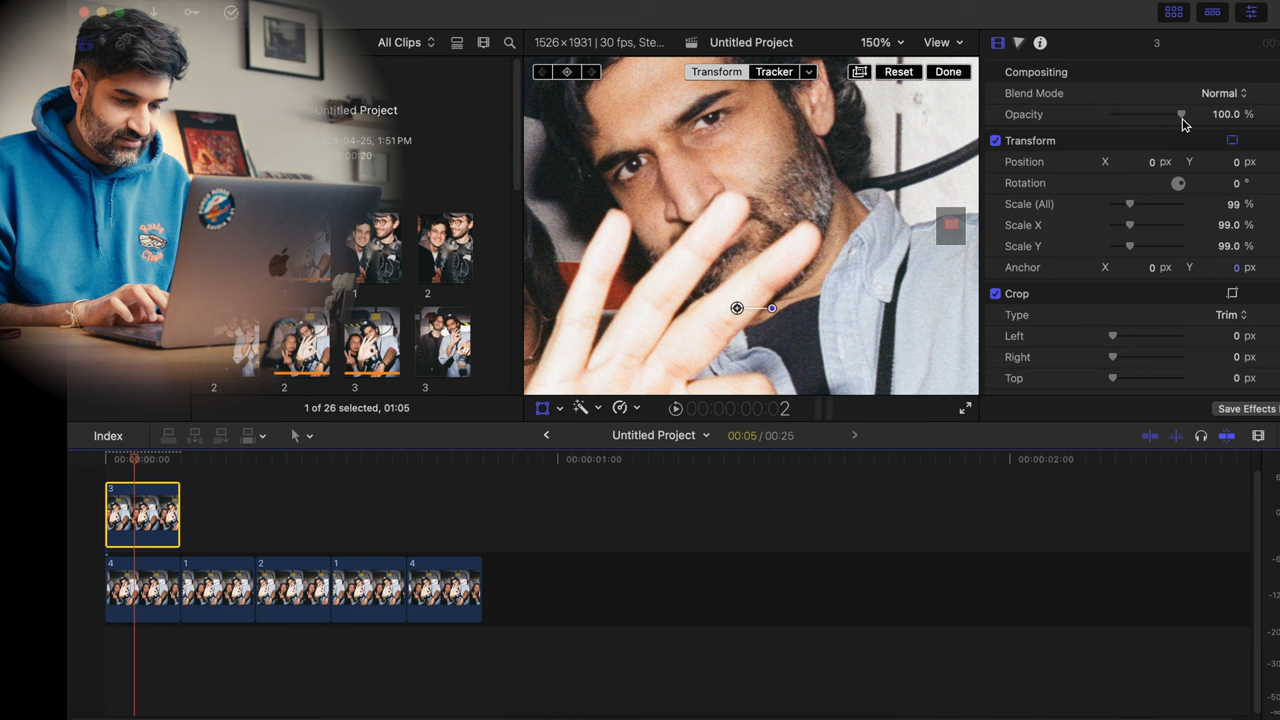 All Clips
1526×1931 | 30 fps, Ste...
Untitled Project
150%
View
3
Transform
Tracker
Reset
Done
Compositing
Blend Mode
Normal
Opacity
100.0 %
Transform
Position
X
0 px
Y
0 px
Rotation
0 °
Scale (All)
99 %
Scale X
99.0 %
Scale Y
99.0 %
Anchor
X
0 px
Y
0 px
Crop
Type
Trim
Left
0 px
Right
0 px
Top
0 px
Save Effects
Untitled Project
04-25, 1:51 PM
00:20
1
2
2
2
3
3
1 of 26 selected, 01:05
00:00:00:02
Index
Untitled Project
00:05 / 00:25
00:00:00:00
00:00:01:00
00:00:02:00
3
4
1
2
1
4